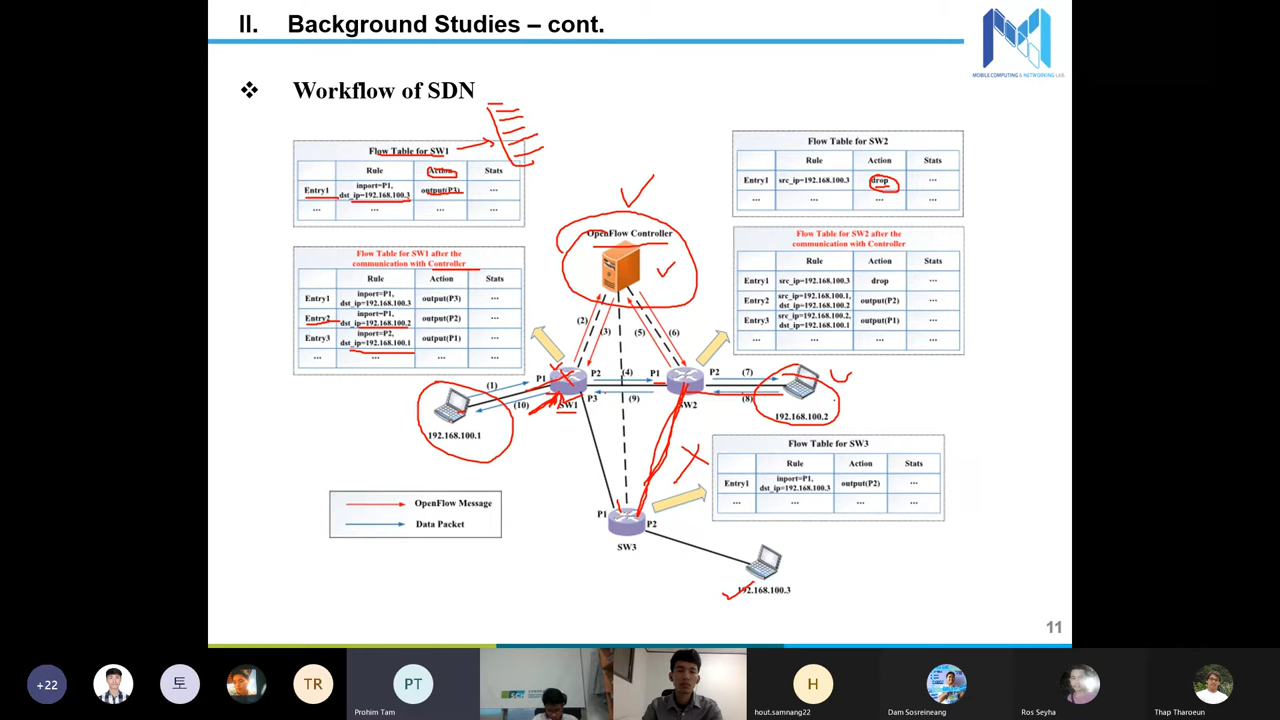 II. Background Studies – cont.
MOBILE COMPUTING & NETWORKING LAB.
❖ Workflow of SDN
Flow Table for SW1
Rule Action Stats
Entry1 inport=P1, dst_ip=192.168.100.3 output(P3) ...
... ... ...
Flow Table for SW2
Rule Action Stats
Entry1 src_ip=192.168.100.3 drop ...
... ... ...
OpenFlow Controller
Flow Table for SW1 after the
communication with Controller
Rule Action Stats
Entry1 inport=P1, dst_ip=192.168.100.3 output(P3) ...
Entry2 inport=P1, dst_ip=192.168.100.2 output(P2) ...
Entry3 inport=P2, dst_ip=192.168.100.1 output(P1) ...
... ... ...
Flow Table for SW2 after the
communication with Controller
Rule Action Stats
Entry1 src_ip=192.168.100.3 drop ...
Entry2 src_ip=192.168.100.1, dst_ip=192.168.100.2 output(P2) ...
Entry3 src_ip=192.168.100.2, dst_ip=192.168.100.1 output(P1) ...
... ... ...
(2) (3) (5) (6)
P1 P2 (4) P1 P2 (7)
(1)
(10) SW1 P3 (9) SW2 (8)
192.168.100.1
192.168.100.2
Flow Table for SW3
Rule Action Stats
Entry1 inport=P1, dst_ip=192.168.100.3 output(P2) ...
... ... ...
OpenFlow Message
Data Packet
P1 P2
SW3
192.168.100.3
11
+22
토
TR
PT
Prohim Tam
SCH
H
hout.samnang22
Dam Sosreineang
Ros Seyha
Thap Tharoeun